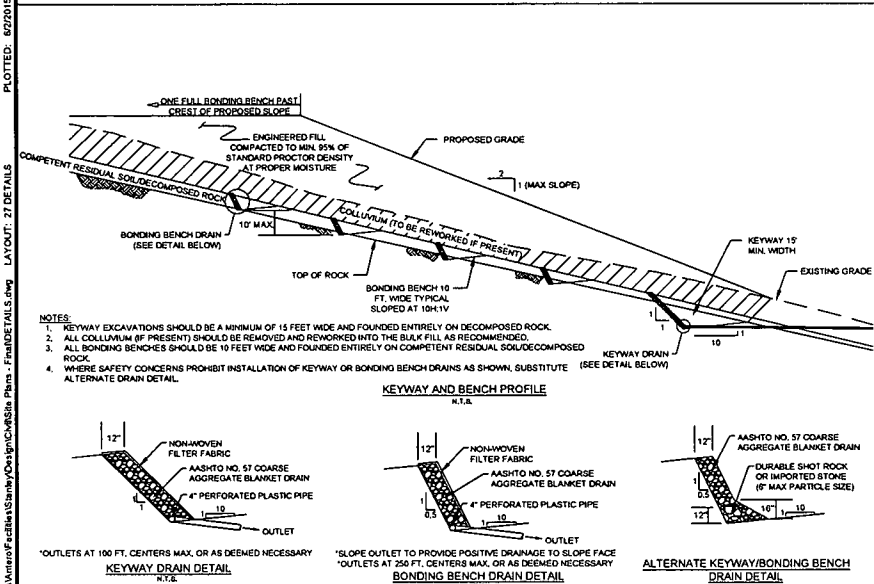 PLOTTED: 6/2/2015
LAYOUT: 27 DETAILS
\Antero\Facilities\Stanley\Design\CM\Site Plans - Final\DETAILS.dwg
ONE FULL BONDING BENCH PAST
CREST OF PROPOSED SLOPE
ENGINEERED FILL
COMPACTED TO MIN. 95% OF
STANDARD PROCTOR DENSITY
AT PROPER MOISTURE
PROPOSED GRADE
2
1 (MAX SLOPE)
COMPETENT RESIDUAL SOIL/DECOMPOSED ROCK
COLLUVIUM (TO BE REWORKED IF PRESENT)
BONDING BENCH DRAIN
(SEE DETAIL BELOW)
10' MAX.
TOP OF ROCK
BONDING BENCH 10
FT. WIDE TYPICAL
SLOPED AT 10H:1V
KEYWAY 15'
MIN. WIDTH
EXISTING GRADE
1
1
10
1
KEYWAY DRAIN
(SEE DETAIL BELOW)
NOTES:
1. KEYWAY EXCAVATIONS SHOULD BE A MINIMUM OF 15 FEET WIDE AND FOUNDED ENTIRELY ON DECOMPOSED ROCK.
2. ALL COLLUVIUM (IF PRESENT) SHOULD BE REMOVED AND REWORKED INTO THE BULK FILL AS RECOMMENDED.
3. ALL BONDING BENCHES SHOULD BE 10 FEET WIDE AND FOUNDED ENTIRELY ON COMPETENT RESIDUAL SOIL/DECOMPOSED
ROCK.
4. WHERE SAFETY CONCERNS PROHIBIT INSTALLATION OF KEYWAY OR BONDING BENCH DRAINS AS SHOWN, SUBSTITUTE
ALTERNATE DRAIN DETAIL.
KEYWAY AND BENCH PROFILE
N.T.S.
12"
NON-WOVEN
FILTER FABRIC
AASHTO NO. 57 COARSE
AGGREGATE BLANKET DRAIN
4" PERFORATED PLASTIC PIPE
1
1
1
10
OUTLET
*OUTLETS AT 100 FT. CENTERS MAX, OR AS DEEMED NECESSARY
KEYWAY DRAIN DETAIL
N.T.S.
12"
NON-WOVEN
FILTER FABRIC
AASHTO NO. 57 COARSE
AGGREGATE BLANKET DRAIN
4" PERFORATED PLASTIC PIPE
1
0.5
1
10
OUTLET
*SLOPE OUTLET TO PROVIDE POSITIVE DRAINAGE TO SLOPE FACE
*OUTLETS AT 250 FT. CENTERS MAX, OR AS DEEMED NECESSARY
BONDING BENCH DRAIN DETAIL
12"
AASHTO NO. 57 COARSE
AGGREGATE BLANKET DRAIN
DURABLE SHOT ROCK
OR IMPORTED STONE
(6" MAX PARTICLE SIZE)
1
0.5
12"
16"
1
10
ALTERNATE KEYWAY/BONDING BENCH
DRAIN DETAIL